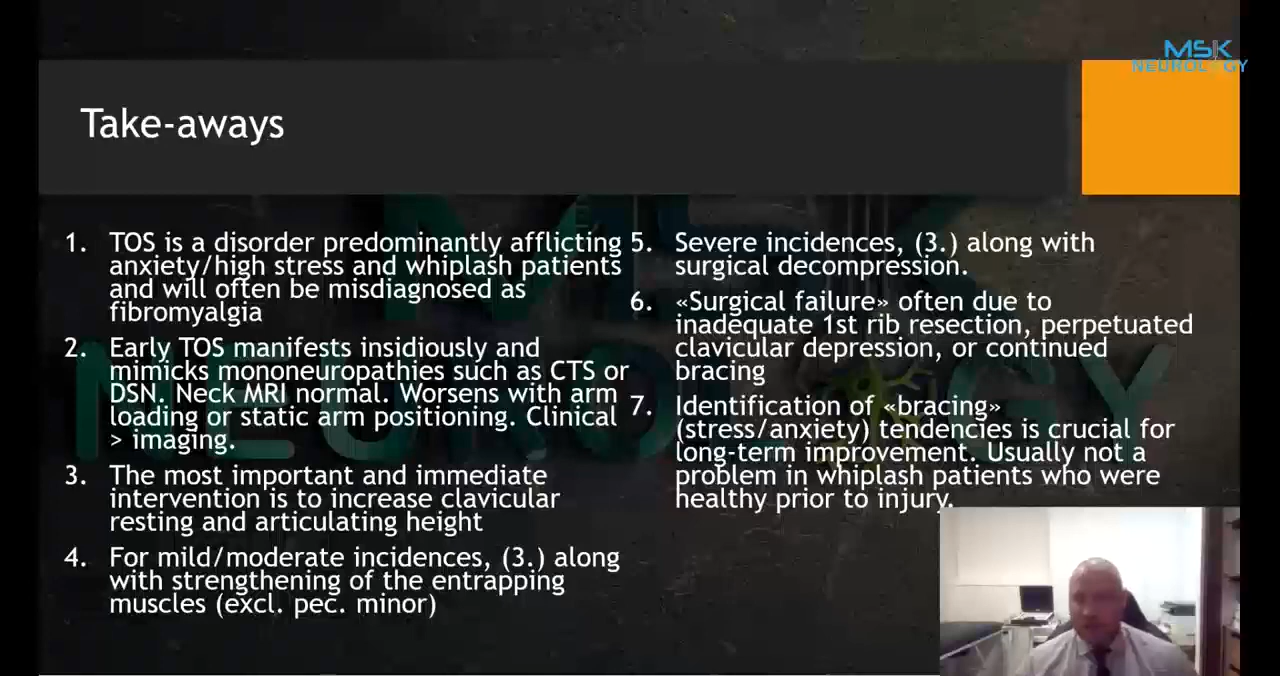 MSK
NEUROLOGY
Take-aways
1. TOS is a disorder predominantly afflicting
anxiety/high stress and whiplash patients
and will often be misdiagnosed as
fibromyalgia
2. Early TOS manifests insidiously and
mimicks mononeuropathies such as CTS or
DSN. Neck MRI normal. Worsens with arm
loading or static arm positioning. Clinical
> imaging.
3. The most important and immediate
intervention is to increase clavicular
resting and articulating height
4. For mild/moderate incidences, (3.) along
with strengthening of the entrapping
muscles (excl. pec. minor)
5. Severe incidences, (3.) along with
surgical decompression.
6. «Surgical failure» often due to
inadequate 1st rib resection, perpetuated
clavicular depression, or continued
bracing
7. Identification of «bracing»
(stress/anxiety) tendencies is crucial for
long-term improvement. Usually not a
problem in whiplash patients who were
healthy prior to injury.
MSK
NEUROLOGY